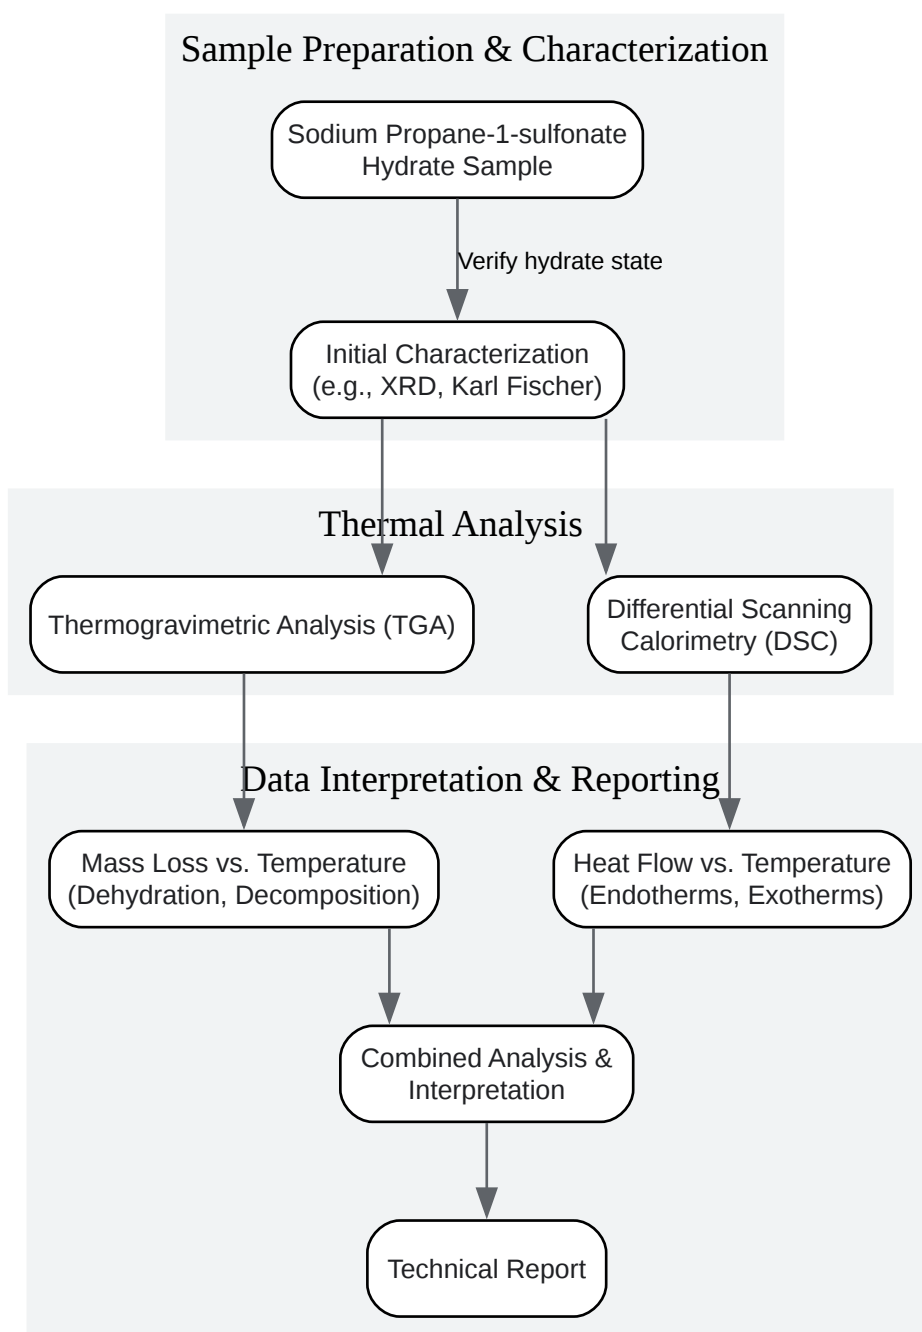 Sample Preparation & Characterization
Sodium Propane-1-sulfonate
Hydrate Sample
Verify hydrate state
Initial Characterization
(e.g., XRD, Karl Fischer)
Thermal Analysis
Thermogravimetric Analysis (TGA)
Differential Scanning
Calorimetry (DSC)
Data Interpretation & Reporting
Mass Loss vs. Temperature
(Dehydration, Decomposition)
Heat Flow vs. Temperature
(Endotherms, Exotherms)
Combined Analysis &
Interpretation
Technical Report